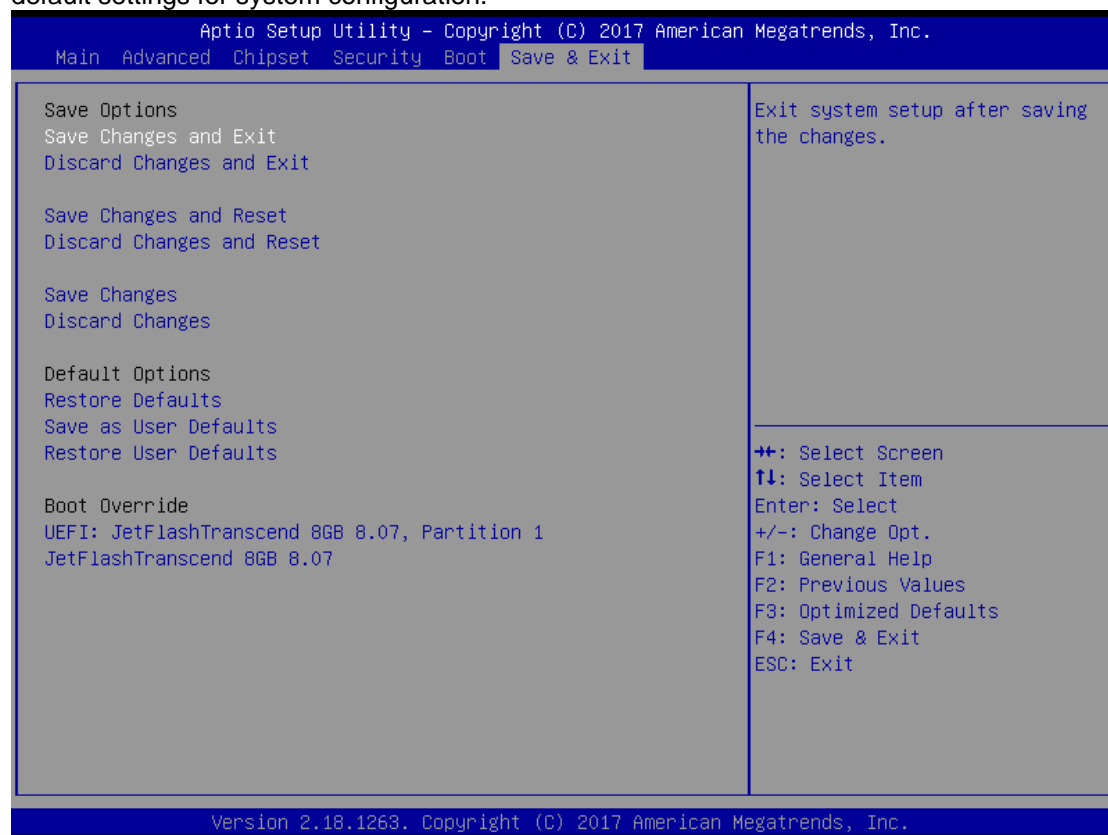 default settings for system configuration.
Aptio Setup Utility – Copyright (C) 2017 American Megatrends, Inc.
Main Advanced Chipset Security Boot Save & Exit
Save Options
Save Changes and Exit
Discard Changes and Exit
Save Changes and Reset
Discard Changes and Reset
Save Changes
Discard Changes
Default Options
Restore Defaults
Save as User Defaults
Restore User Defaults
Boot Override
UEFI: JetFlashTranscend 8GB 8.07, Partition 1
JetFlashTranscend 8GB 8.07
Exit system setup after saving
the changes.
→←: Select Screen
↑↓: Select Item
Enter: Select
+/-: Change Opt.
F1: General Help
F2: Previous Values
F3: Optimized Defaults
F4: Save & Exit
ESC: Exit
Version 2.18.1263. Copyright (C) 2017 American Megatrends, Inc.